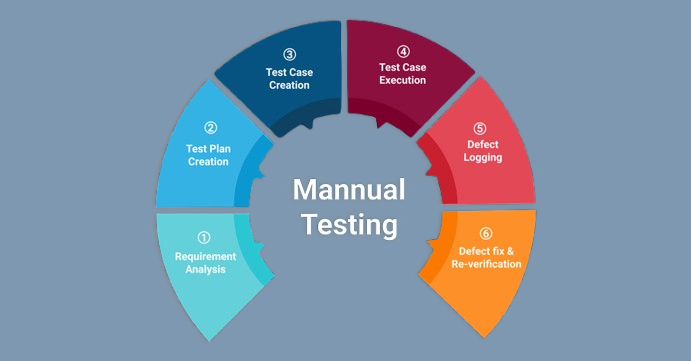 ①
Requirement
Analysis
②
Test Plan
Creation
③
Test Case
Creation
④
Test Case
Execution
⑤
Defect
Logging
⑥
Defect fix &
Re-verification
Mannual
Testing